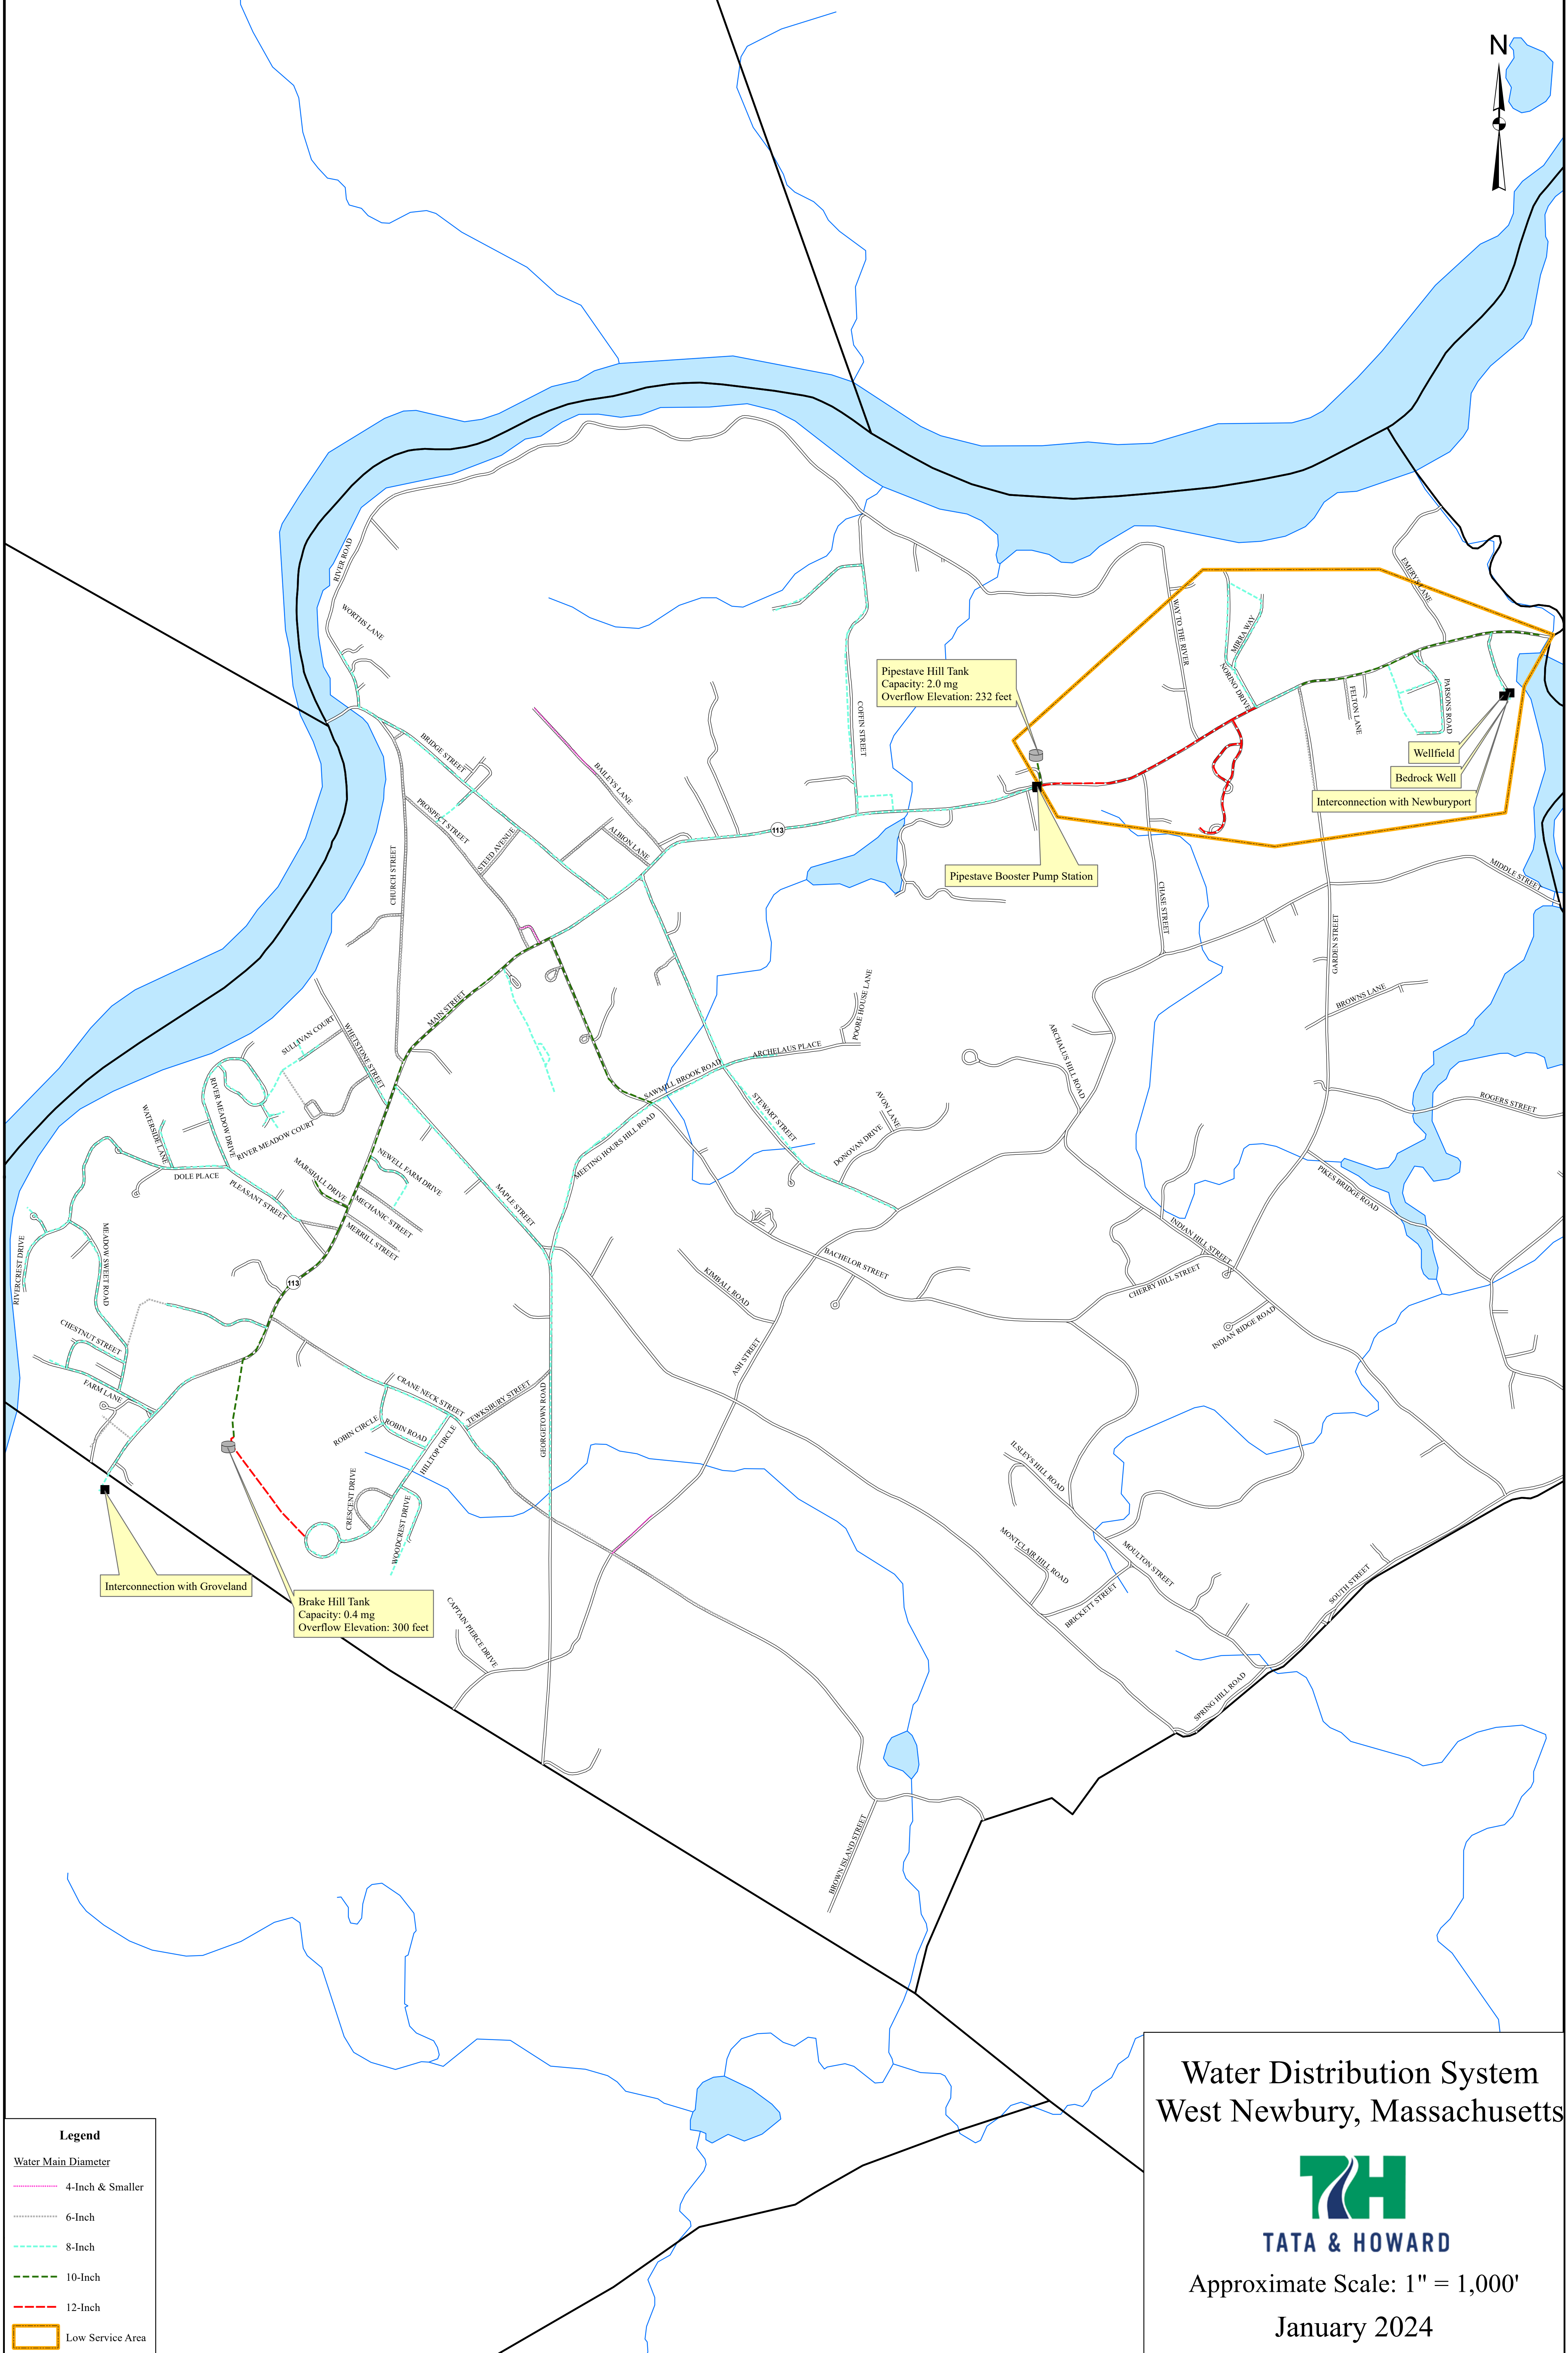 N
RIVER ROAD
WORTHS LANE
EMERYS LANE
WAY TO THE RIVER
MIRRA WAY
NORINO DRIVE
PARSONS ROAD
FELTON LANE
Pipestave Hill Tank
Capacity: 2.0 mg
Overflow Elevation: 232 feet
COFFIN STREET
BRIDGE STREET
BAILEYS LANE
PROSPECT STREET
STEED AVENUE
ALBION LANE
113
Wellfield
Bedrock Well
Interconnection with Newburyport
Pipestave Booster Pump Station
CHURCH STREET
CHASE STREET
MIDDLE STREET
GARDEN STREET
BROWNS LANE
MAIN STREET
POORE HOUSE LANE
ARCHELAUS PLACE
SAWMILL BROOK ROAD
ARCHALUS HILL ROAD
SULLIVAN COURT
WHETSTONE STREET
RIVER MEADOW DRIVE
RIVER MEADOW COURT
WATERSIDE LANE
DOLE PLACE
PLEASANT STREET
MARSHALL DRIVE
NEWELL FARM DRIVE
MECHANIC STREET
MERRILL STREET
MAPLE STREET
MEETING HOURS HILL ROAD
STEWART STREET
AVON LANE
DONOVAN DRIVE
ROGERS STREET
PIKES BRIDGE ROAD
INDIAN HILL STREET
CHERRY HILL STREET
INDIAN RIDGE ROAD
BACHELOR STREET
KIMBALL ROAD
ASH STREET
RIVERCREST DRIVE
MEADOW SWEET ROAD
113
CHESTNUT STREET
FARM LANE
CRANE NECK STREET
TEWKSBURY STREET
ROBIN CIRCLE
ROBIN ROAD
HILLTOP CIRCLE
GEORGETOWN ROAD
CRESCENT DRIVE
WOODCREST DRIVE
ILSLEYS HILL ROAD
MONTCLAIR HILL ROAD
MOULTON STREET
BRICKETT STREET
SOUTH STREET
SPRING HILL ROAD
Interconnection with Groveland
Brake Hill Tank
Capacity: 0.4 mg
Overflow Elevation: 300 feet
CAPTAIN PIERCE DRIVE
BROWN ISLAND STREET
Legend
Water Main Diameter
4-Inch & Smaller
6-Inch
8-Inch
10-Inch
12-Inch
Low Service Area
Water Distribution System
West Newbury, Massachusetts
TH
TATA & HOWARD
Approximate Scale: 1" = 1,000'
January 2024